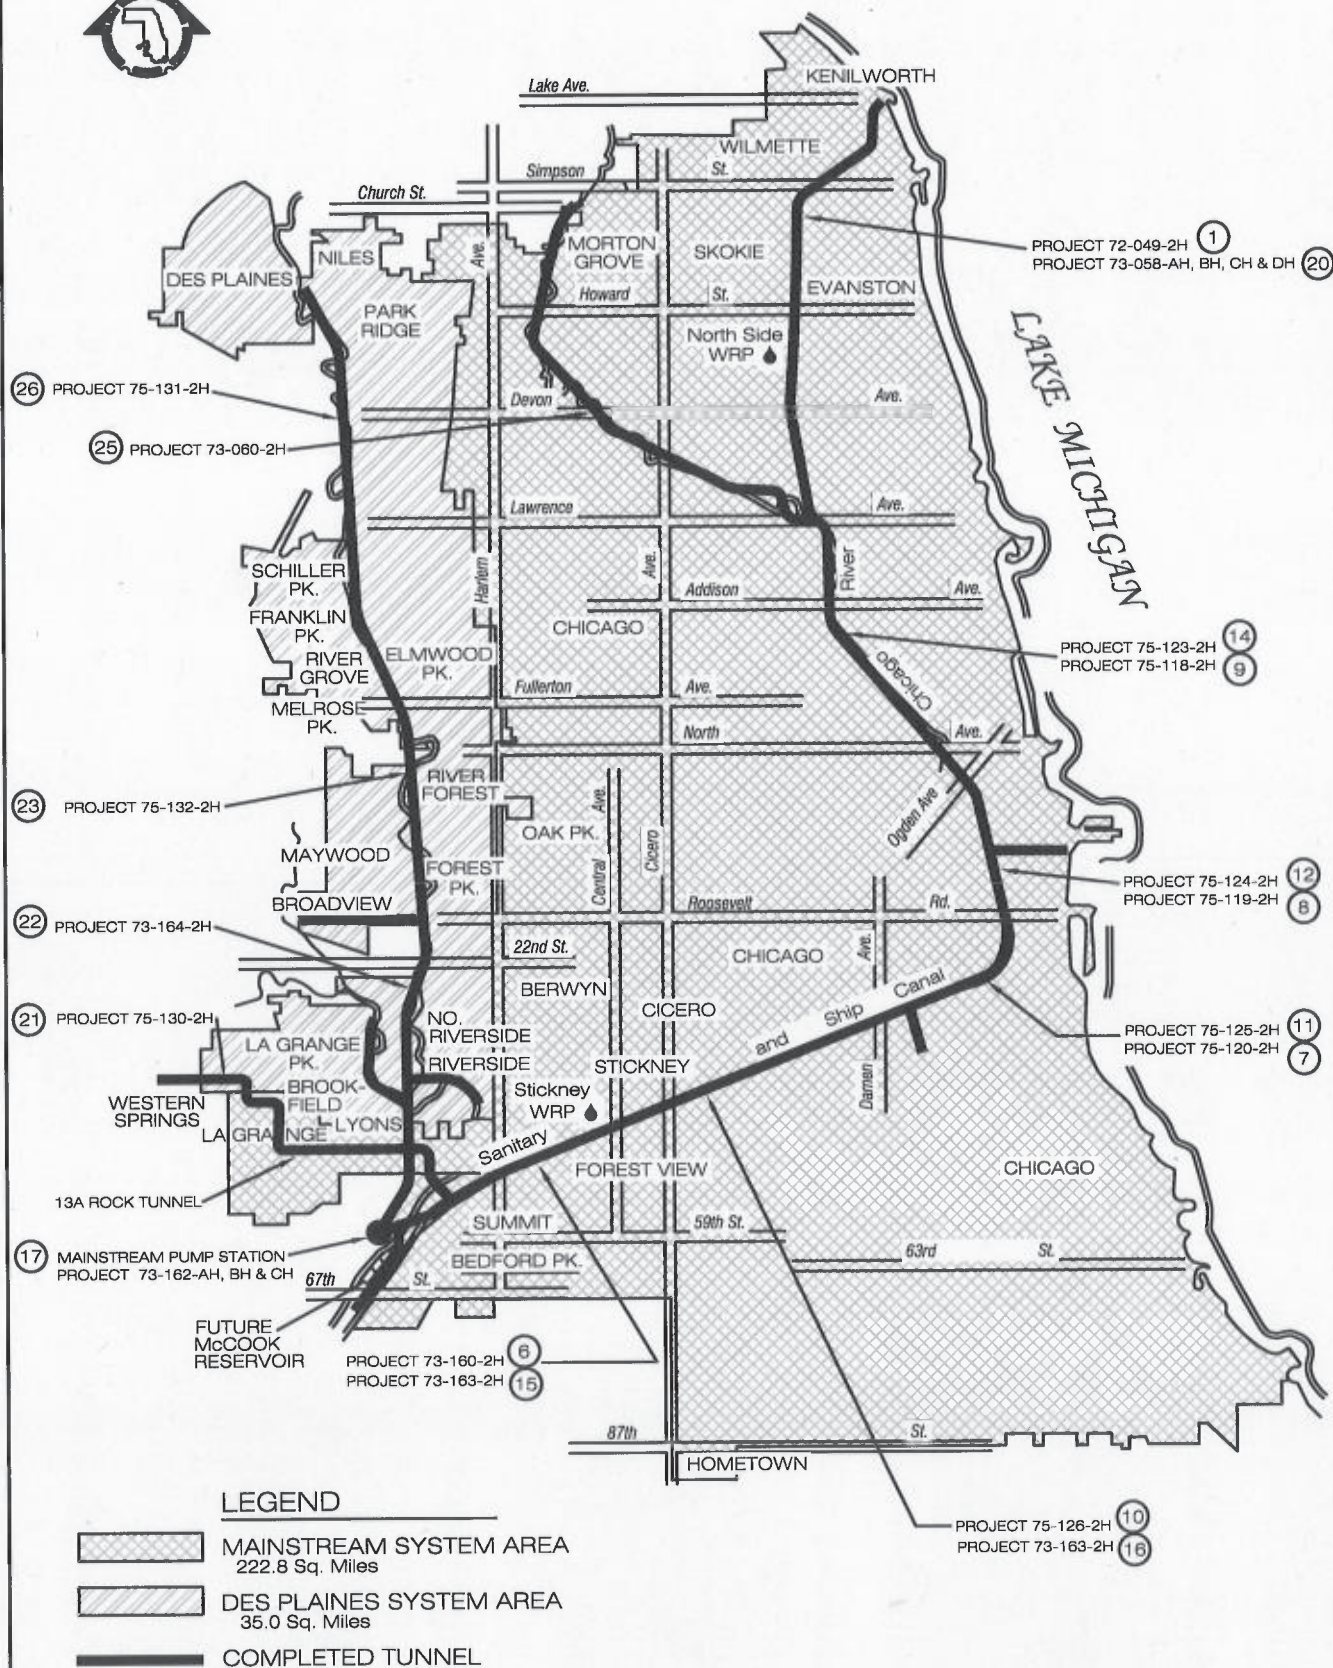 KENILWORTH
Lake Ave.
WILMETTE
Simpson St.
Church St.
NILES
Ave.
MORTON
GROVE
SKOKIE
PROJECT 72-049-2H 1
PROJECT 73-058-AH, BH, CH & DH 20
DES PLAINES
EVANSTON
Howard St.
PARK
RIDGE
North Side
WRP
LAKE MICHIGAN
26 PROJECT 75-131-2H
Devon Ave.
25 PROJECT 73-060-2H
Lawrence Ave.
SCHILLER
PK.
Harlem
Ave.
River
Addison Ave.
FRANKLIN
PK.
CHICAGO
PROJECT 75-123-2H 14
PROJECT 75-118-2H 9
RIVER
GROVE
ELMWOOD
PK.
Chicago
Fullerton Ave.
MELROSE
PK.
North Ave.
RIVER
FOREST
23 PROJECT 75-132-2H
Ave.
OAK PK.
Ogden Ave
Central
Cicero
MAYWOOD
FOREST
PK.
PROJECT 75-124-2H 12
PROJECT 75-119-2H 8
BROADVIEW
Roosevelt Rd.
22 PROJECT 73-164-2H
22nd St.
CHICAGO
Ave.
BERWYN
CICERO
and Ship Canal
21 PROJECT 75-130-2H
NO.
RIVERSIDE
LA GRANGE
PK.
PROJECT 75-125-2H 11
PROJECT 75-120-2H 7
RIVERSIDE
STICKNEY
BROOK-
FIELD
Stickney
WRP
Damen
WESTERN
SPRINGS
LYONS
LA GRANGE
Sanitary
FOREST VIEW
CHICAGO
13A ROCK TUNNEL
SUMMIT
59th St.
17 MAINSTREAM PUMP STATION
PROJECT 73-162-AH, BH & CH
BEDFORD PK.
63rd St.
67th St.
FUTURE
McCOOK
RESERVOIR
PROJECT 73-160-2H 6
PROJECT 73-163-2H 15
87th St.
HOMETOWN
LEGEND
PROJECT 75-126-2H 10
PROJECT 73-163-2H 16
MAINSTREAM SYSTEM AREA
222.8 Sq. Miles
DES PLAINES SYSTEM AREA
35.0 Sq. Miles
COMPLETED TUNNEL